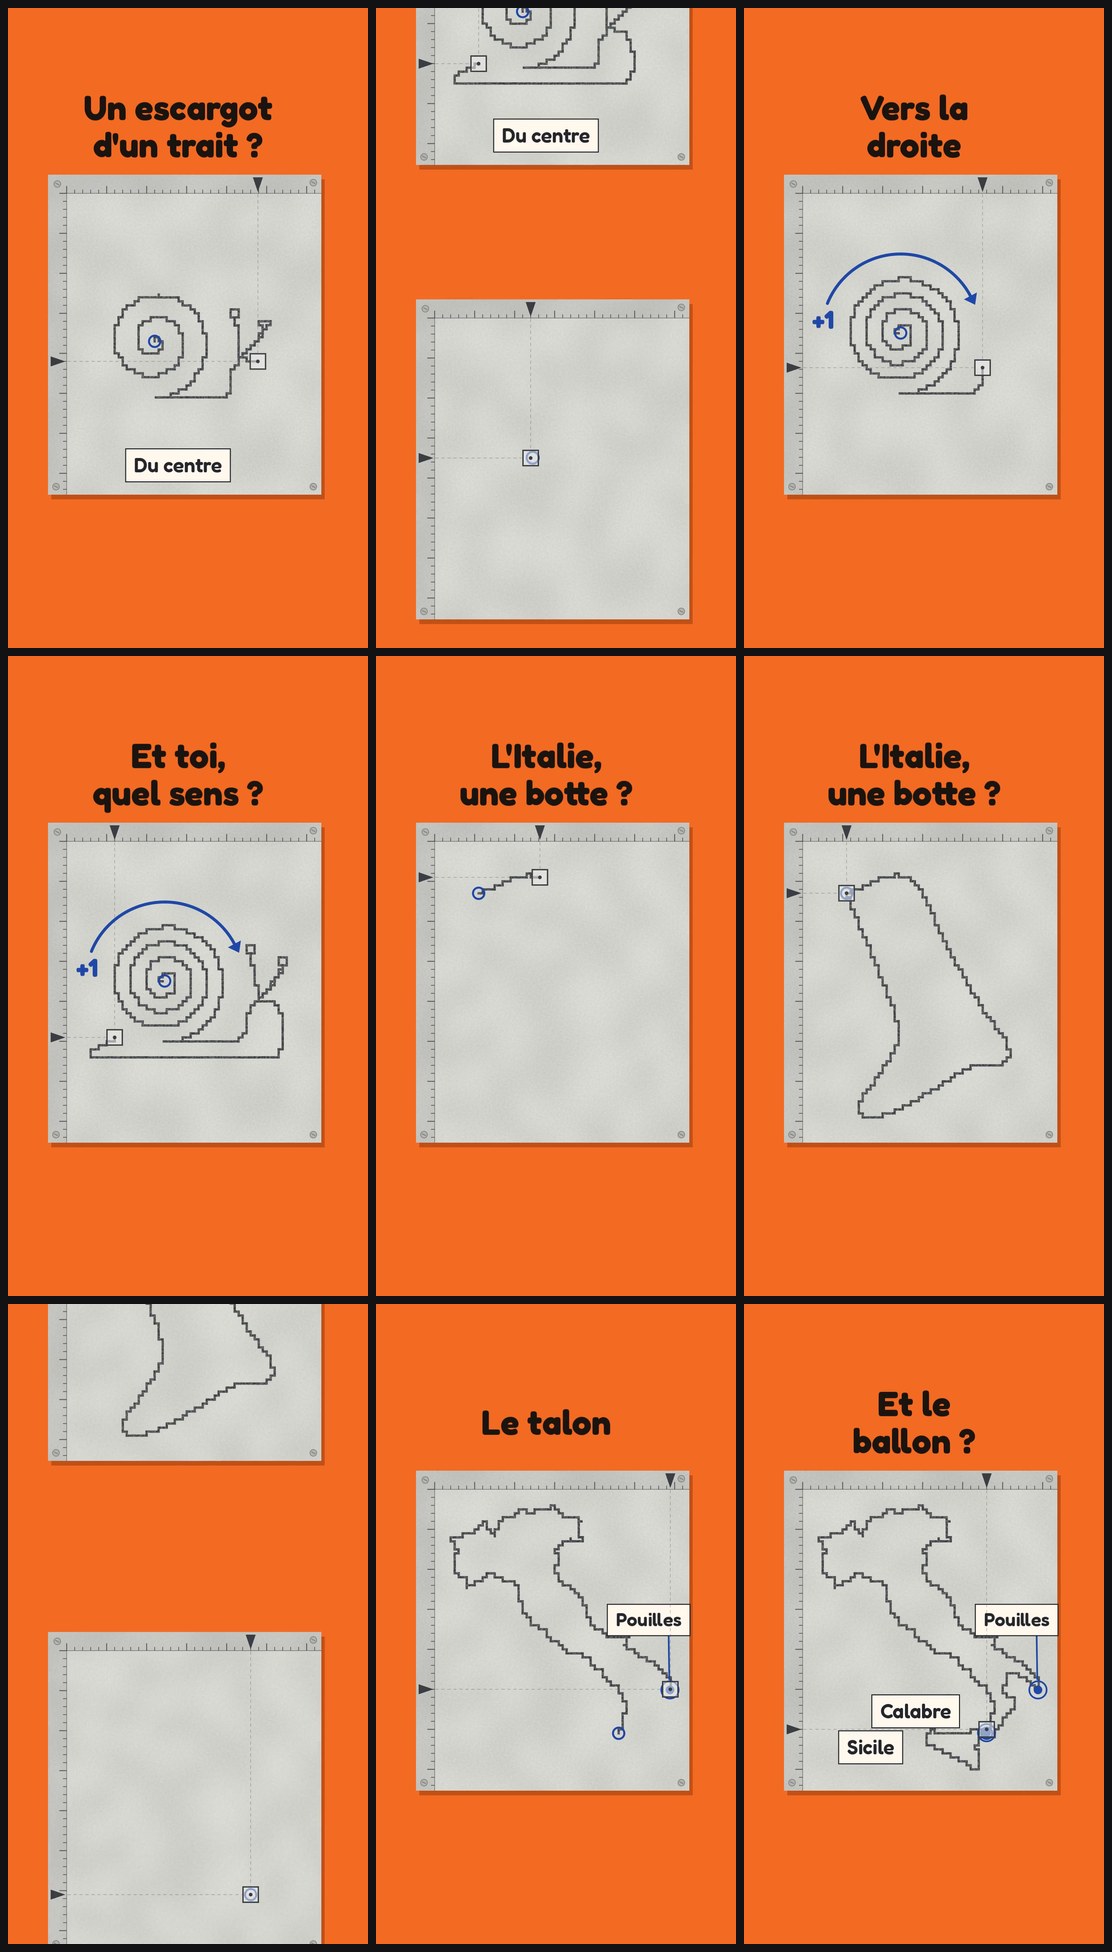 Un escargot
d'un trait ?
Du centre
Du centre
Vers la
droite
+1
Et toi,
quel sens ?
+1
L'Italie,
une botte ?
L'Italie,
une botte ?
Le talon
Pouilles
Et le
ballon ?
Pouilles
Calabre
Sicile